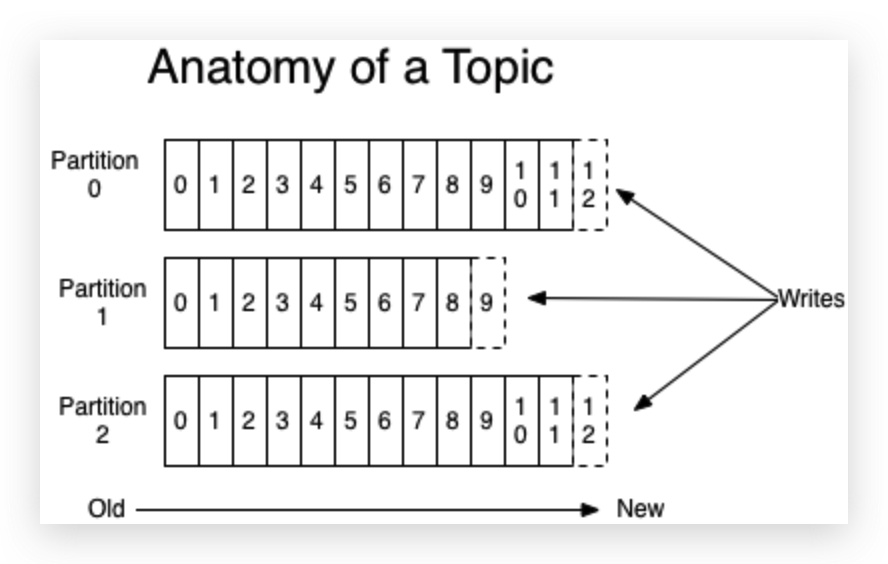 Anatomy of a Topic
Partition
0
0 1 2 3 4 5 6 7 8 9 10 11 12
Partition
1
0 1 2 3 4 5 6 7 8 9
Writes
Partition
2
0 1 2 3 4 5 6 7 8 9 10 11 12
Old
New